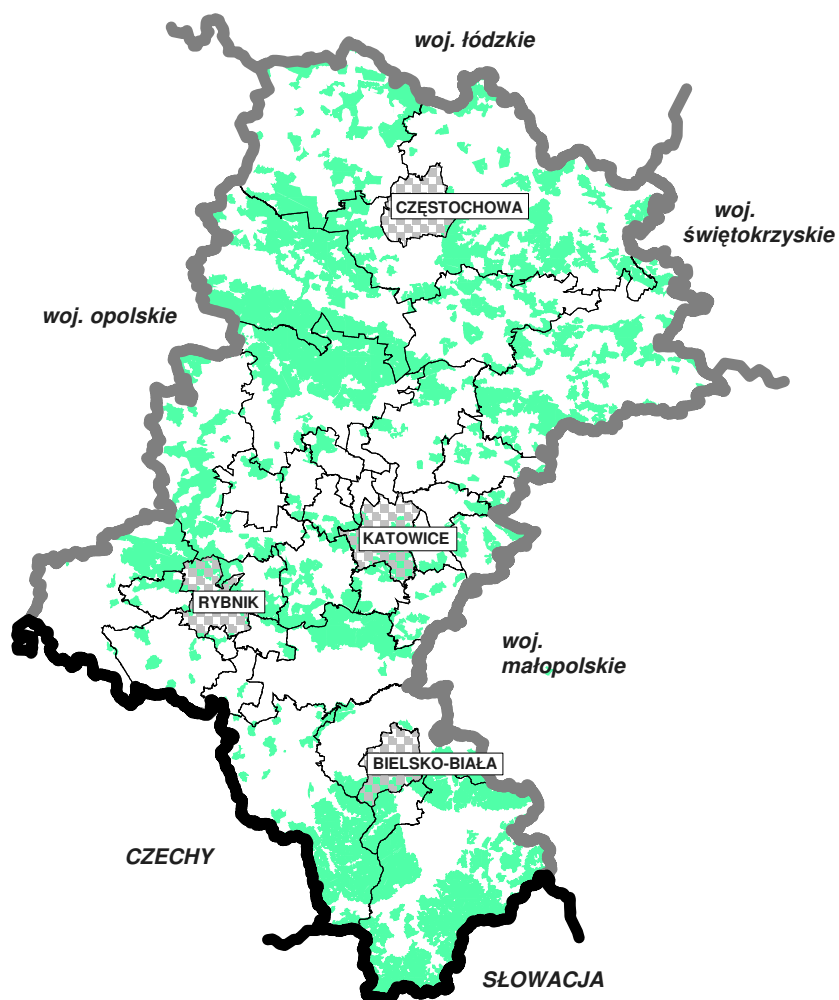 woj. łódzkie
CZĘSTOCHOWA
woj.
świętokrzyskie
woj. opolskie
KATOWICE
RYBNIK
woj.
małopolskie
BIELSKO-BIAŁA
CZECHY
SŁOWACJA